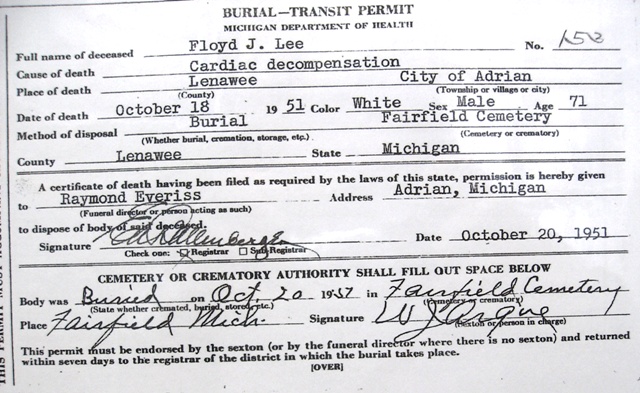 BURIAL—TRANSIT PERMIT
MICHIGAN DEPARTMENT OF HEALTH
Full name of deceased Floyd J. Lee No.
Cause of death Cardiac decompensation
Place of death Lenawee City of Adrian
(County) (Township or village or city)
Date of death October 18 1951 Color White Sex Male Age 71
Method of disposal Burial Fairfield Cemetery
(Whether burial, cremation, storage, etc.) (Cemetery or crematory)
County Lenawee State Michigan
A certificate of death having been filed as required by the laws of this state, permission is hereby given
to Raymond Everiss Address Adrian, Michigan
(Funeral director or person acting as such)
to dispose of body of said deceased.
Signature Date October 20, 1951
Check one: Registrar Sub Registrar
CEMETERY OR CREMATORY AUTHORITY SHALL FILL OUT SPACE BELOW
Body was Buried on Oct. 20 1951 in Fairfield Cemetery
(State whether cremated, buried, stored, etc.) (Cemetery or crematory)
Place Fairfield Mich. Signature
(Sexton or person in charge)
This permit must be endorsed by the sexton (or by the funeral director where there is no sexton) and returned
within seven days to the registrar of the district in which the burial takes place.
[OVER]
THIS PERMIT MUST